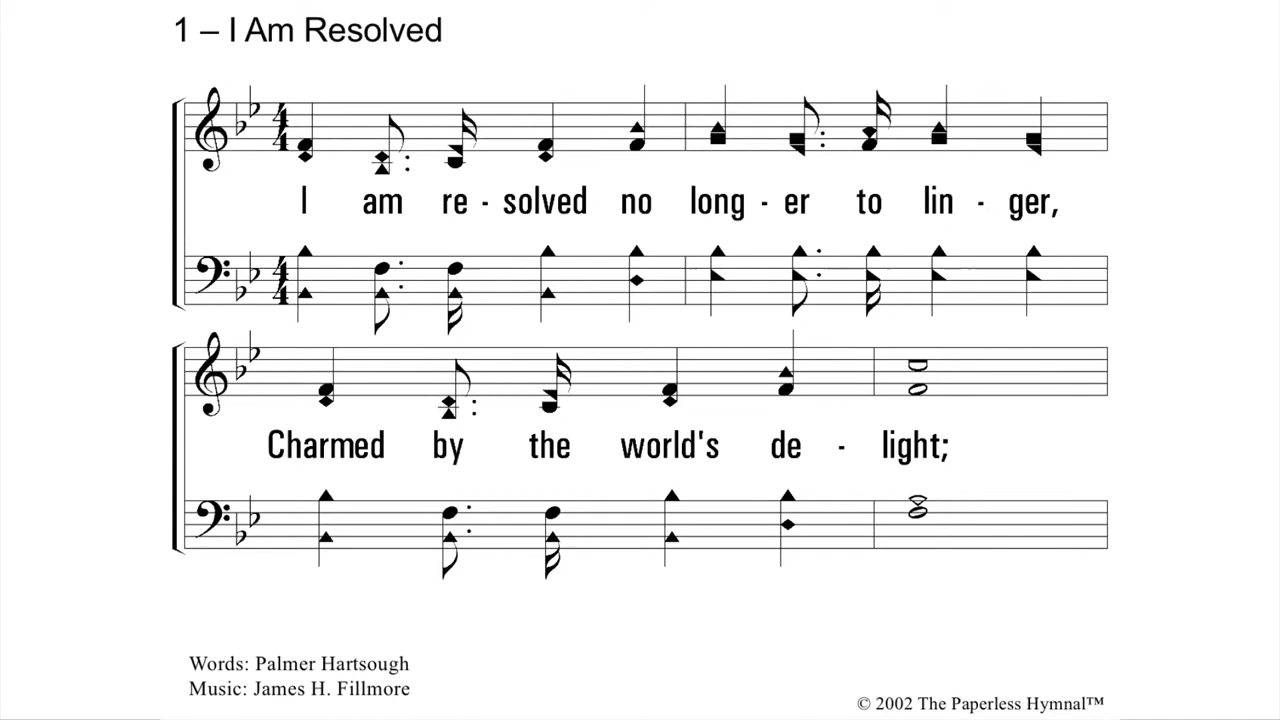 1 – I Am Resolved
I am re - solved no long - er to lin - ger,
Charmed by the world's de - light;
Words: Palmer Hartsough
Music: James H. Fillmore
© 2002 The Paperless Hymnal™